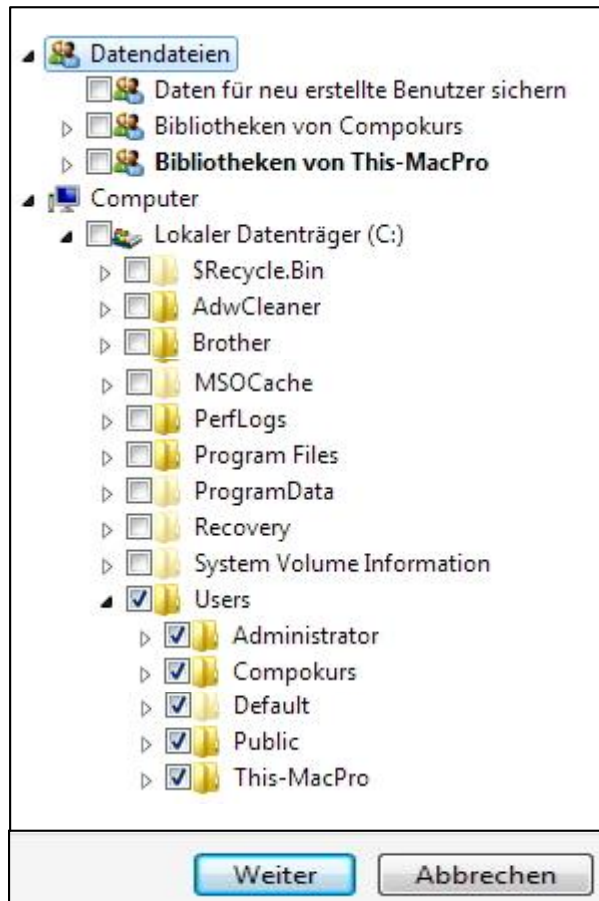 Datendateien
Daten für neu erstellte Benutzer sichern
Bibliotheken von Compokurs
Bibliotheken von This-MacPro
Computer
Lokaler Datenträger (C:)
$Recycle.Bin
AdwCleaner
Brother
MSOCache
PerfLogs
Program Files
ProgramData
Recovery
System Volume Information
Users
Administrator
Compokurs
Default
Public
This-MacPro
Weiter Abbrechen